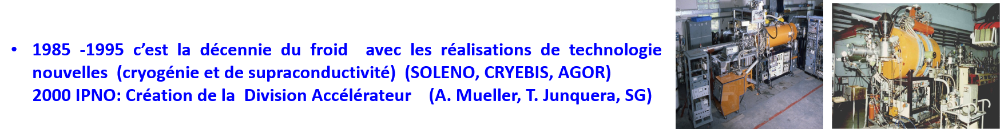 • 1985 -1995 c’est la décennie du froid avec les réalisations de technologie
nouvelles (cryogénie et de supraconductivité) (SOLENO, CRYEBIS, AGOR)
2000 IPNO: Création de la Division Accélérateur (A. Mueller, T. Junquera, SG)